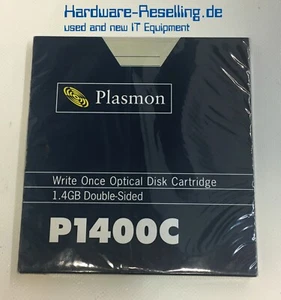 Hardware-Reselling.de
used and new IT Equipment
Plasmon
Write Once Optical Disk Cartridge
1.4GB Double-Sided
P1400C